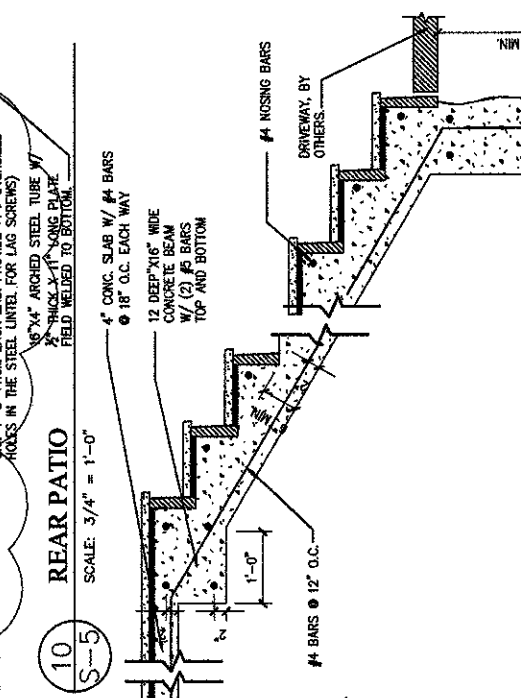 HOLES IN THE STEEL LINTEL FOR LAG SCREWS)
16"X4" ARCHED STEEL TUBE W/
THICK X 11" LONG PLATE
FIELD WELDED TO BOTTOM.
10
S-5
REAR PATIO
SCALE: 3/4" = 1'-0"
4" CONC. SLAB W/ #4 BARS
@ 18" O.C. EACH WAY
12 DEEP"X16" WIDE
CONCRETE BEAM
W/ (2) #5 BARS
TOP AND BOTTOM
#4 NOSING BARS
DRIVEWAY, BY
OTHERS.
MIN.
MIN.
1'-0"
2"
#4 BARS @ 12" O.C.